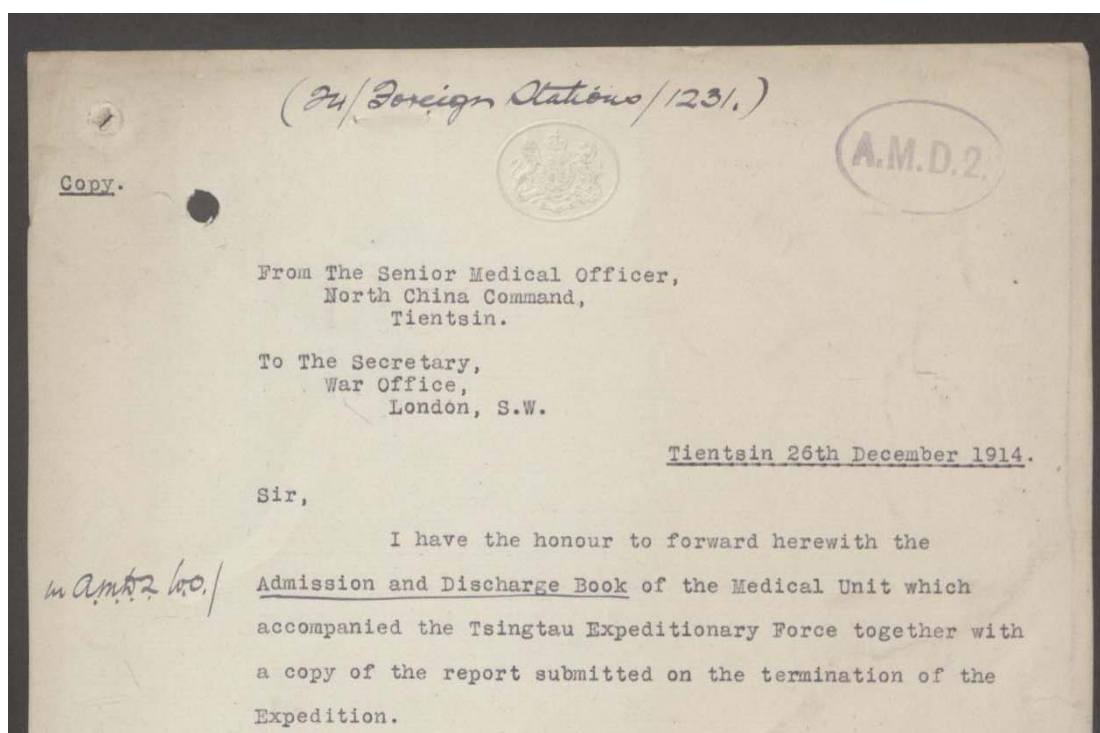 (24/Foreign Stations/1231.)
A.M.D.2.
Copy.
From The Senior Medical Officer,
North China Command,
Tientsin.
To The Secretary,
War Office,
London, S.W.
Tientsin 26th December 1914.
Sir,
I have the honour to forward herewith the
in A.M.D.2 W.O./
Admission and Discharge Book of the Medical Unit which
accompanied the Tsingtau Expeditionary Force together with
a copy of the report submitted on the termination of the
Expedition.